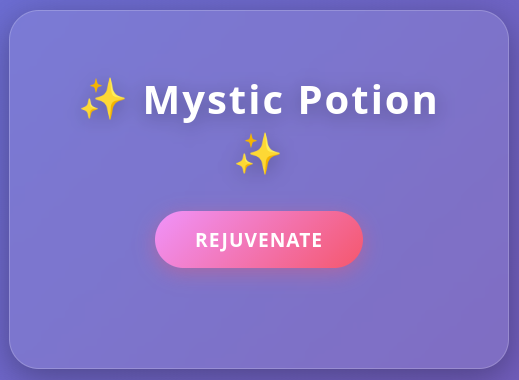 ✨ Mystic Potion
✨
REJUVENATE